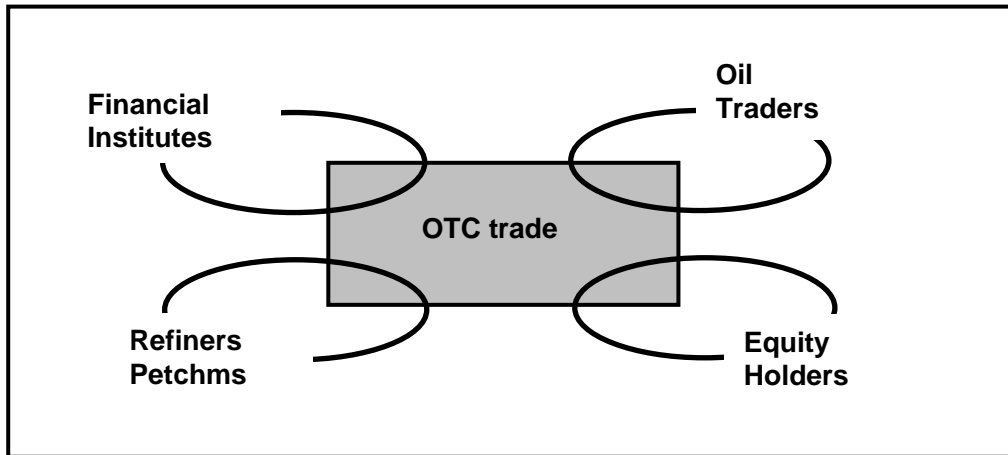 Financial
Institutes
Oil
Traders
OTC trade
Refiners
Petchms
Equity
Holders